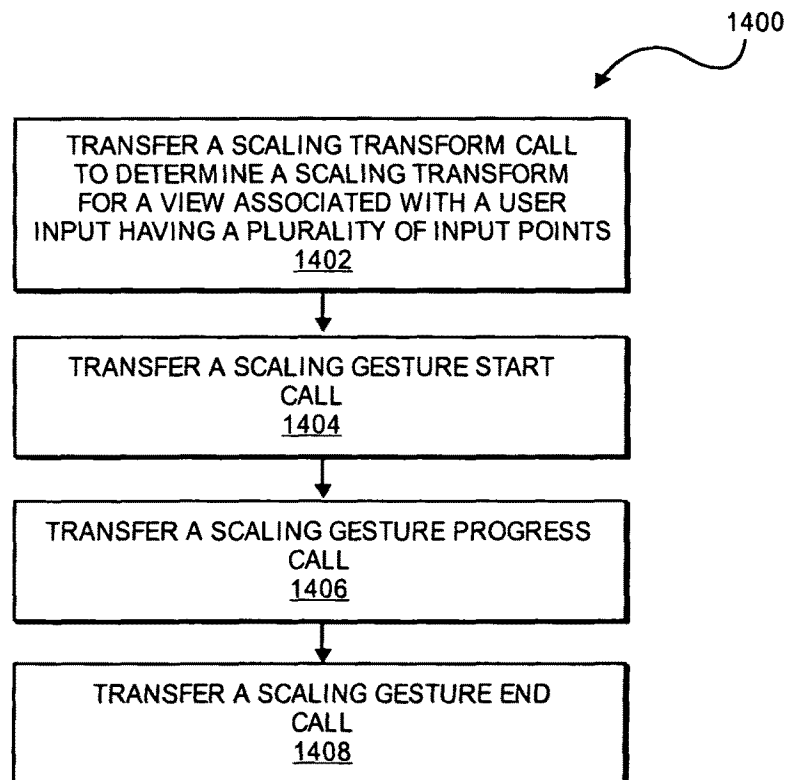 1400
TRANSFER A SCALING TRANSFORM CALL
TO DETERMINE A SCALING TRANSFORM
FOR A VIEW ASSOCIATED WITH A USER
INPUT HAVING A PLURALITY OF INPUT POINTS
1402
TRANSFER A SCALING GESTURE START
CALL
1404
TRANSFER A SCALING GESTURE PROGRESS
CALL
1406
TRANSFER A SCALING GESTURE END
CALL
1408